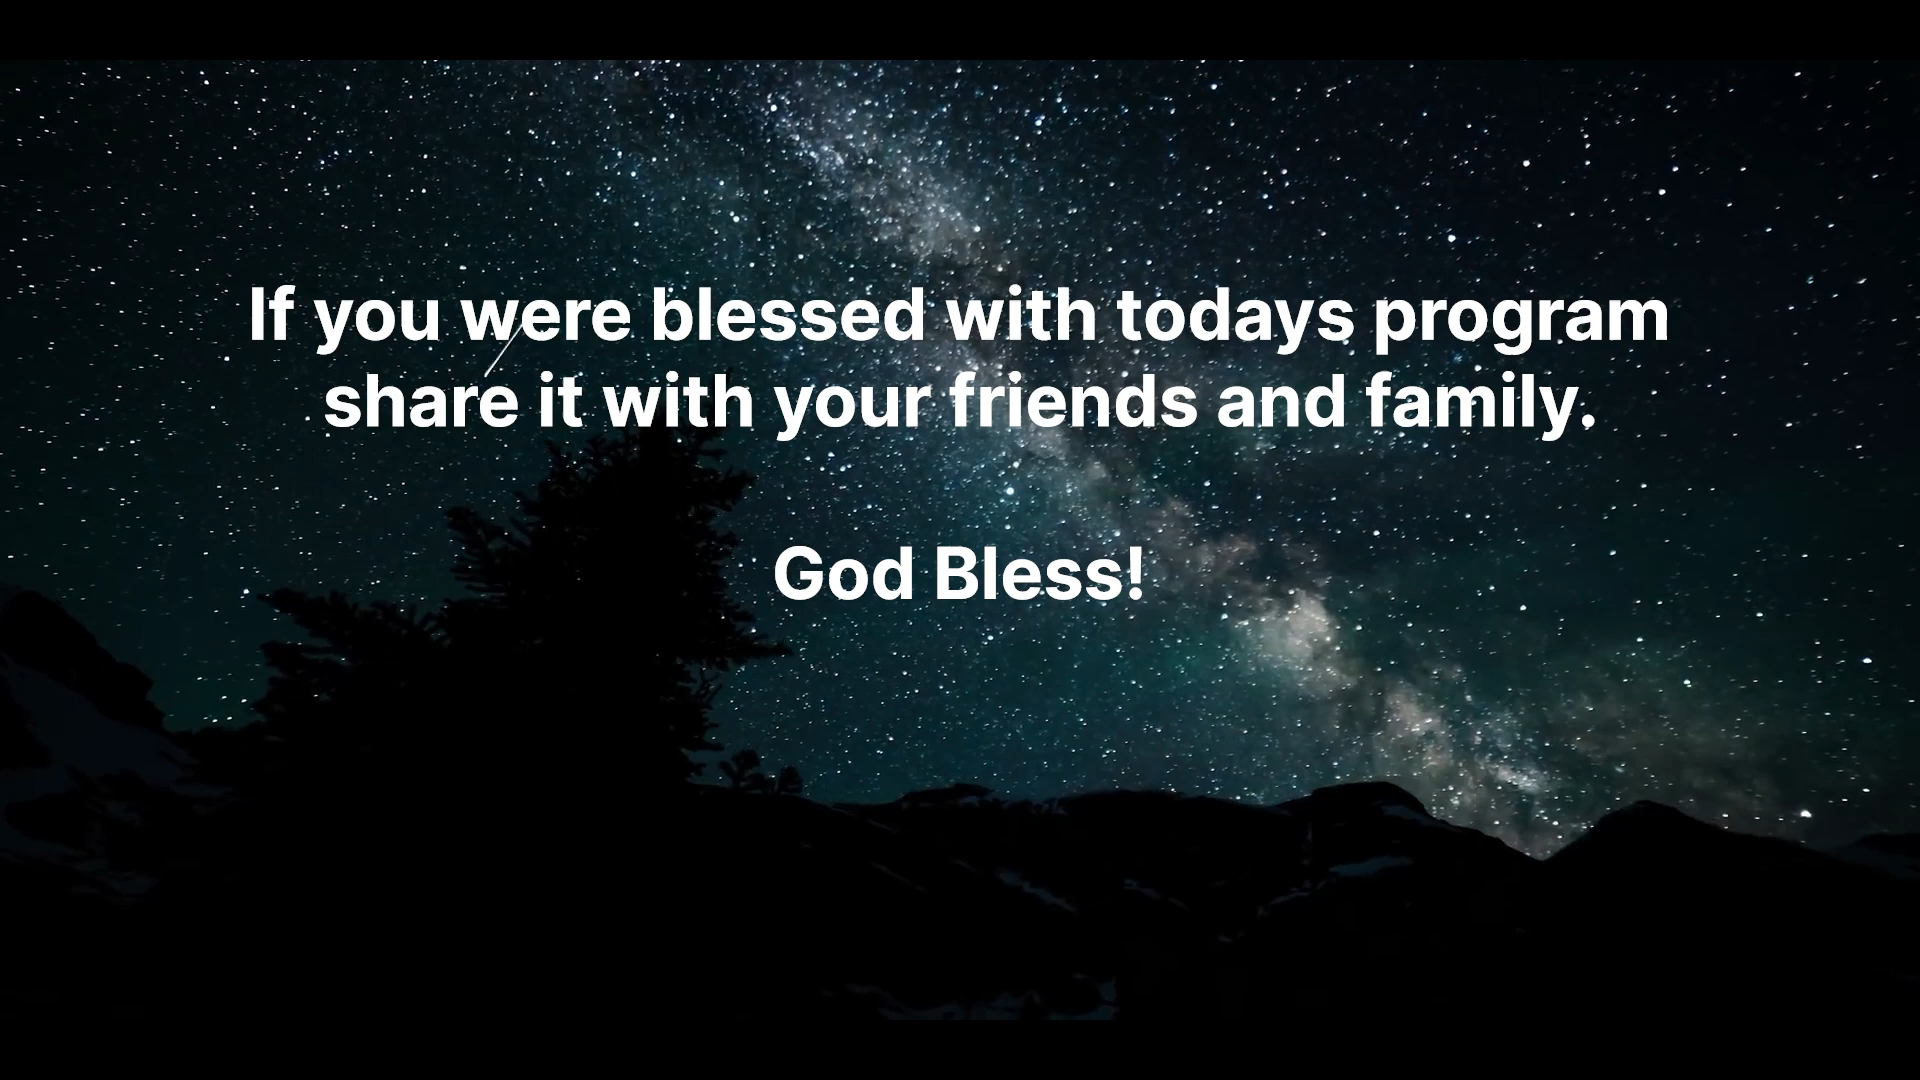 If you were blessed with todays program
share it with your friends and family.
God Bless!